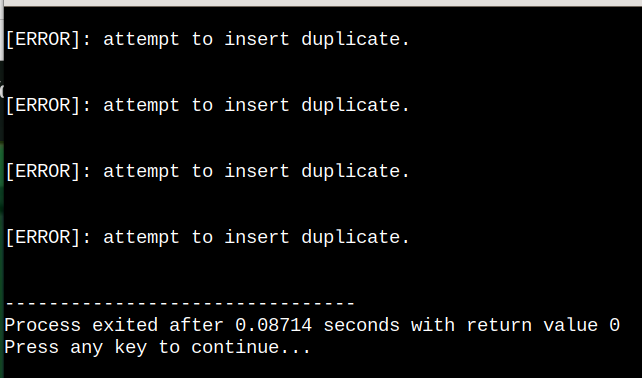 [ERROR]: attempt to insert duplicate.
[ERROR]: attempt to insert duplicate.
[ERROR]: attempt to insert duplicate.
[ERROR]: attempt to insert duplicate.
--------------------------------
Process exited after 0.08714 seconds with return value 0
Press any key to continue...